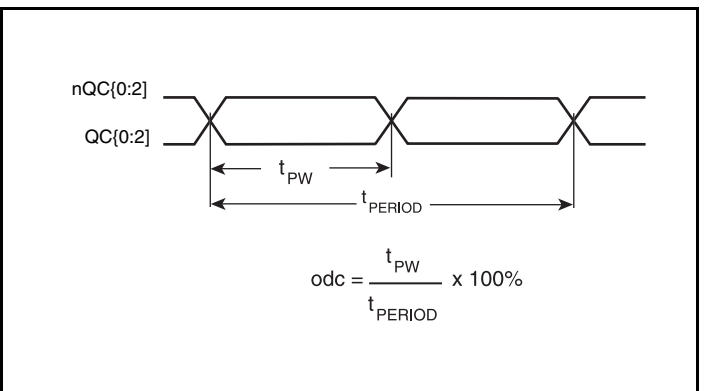 nQC{0:2]
QC{0:2]
tPW
tPERIOD
odc = tPW / tPERIOD x 100%